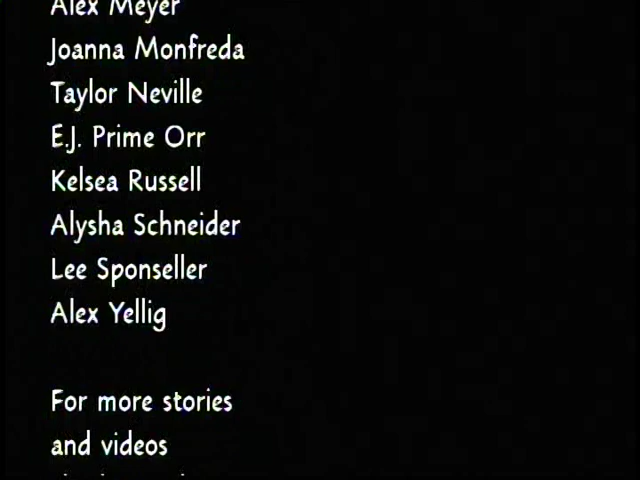 Alex Meyer
Joanna Monfreda
Taylor Neville
E.J. Prime Orr
Kelsea Russell
Alysha Schneider
Lee Sponseller
Alex Yellig
For more stories
and videos